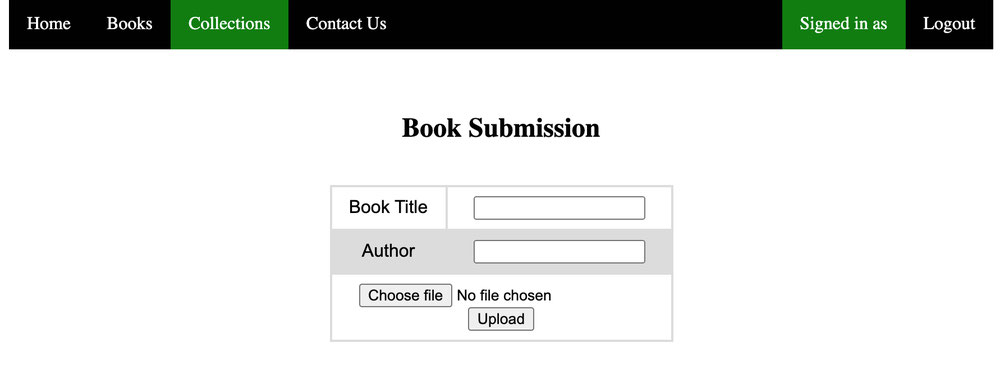 Home Books Collections Contact Us Signed in as Logout
Book Submission
Book Title
Author
Choose file No file chosen
Upload